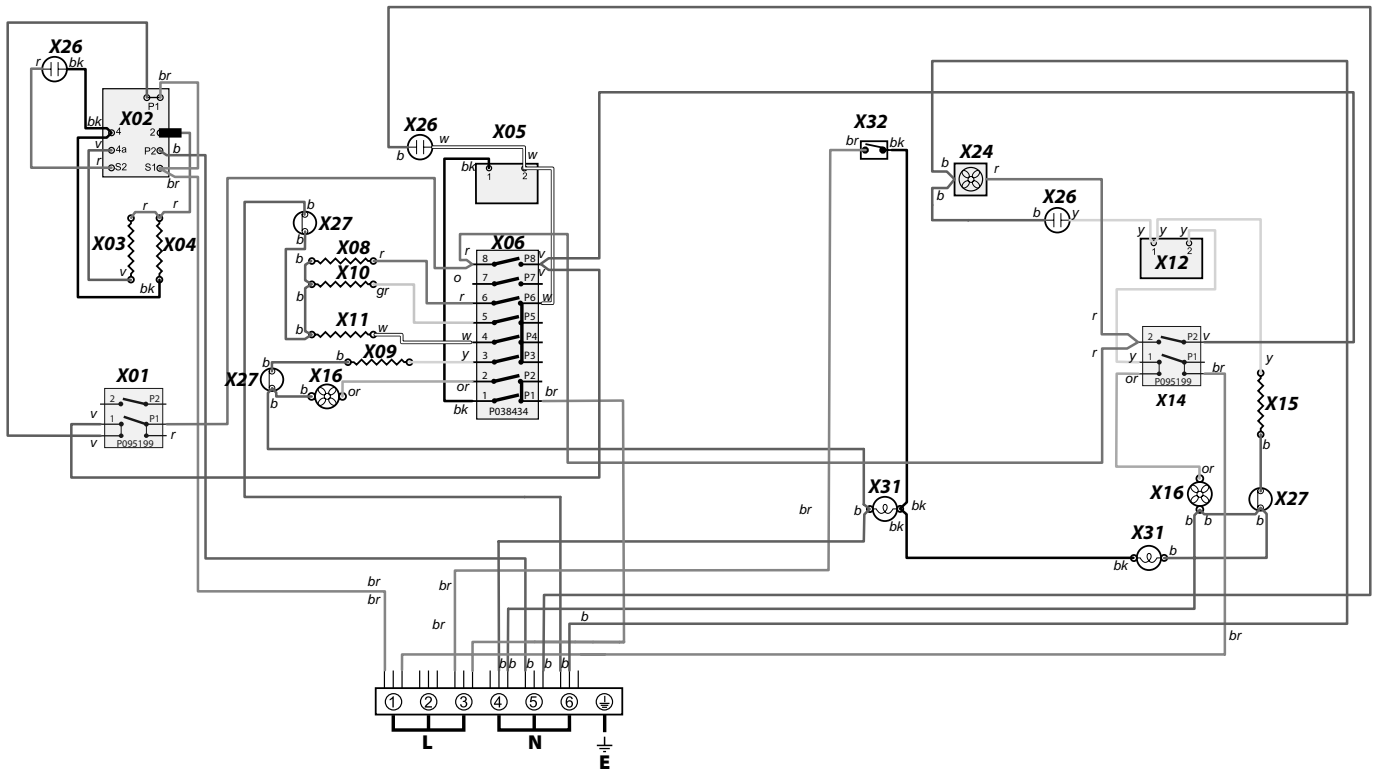 X26
r
bk
br
P1
X02
bk
4
2
v
4a
P2
b
r
S2
S1
br
r
r
X03
X04
v
bk
X01
2
P2
v
1
P1
v
r
P095199
X26
b
w
X05
w
bk
1
2
b
X27
b
X08
b
r
X10
b
gr
X11
b
w
X09
b
b
X27
b
X16
b
or
X06
r
8
P8
v
v
o
7
P7
r
6
P6
w
5
P5
w
4
P4
y
3
P3
or
2
P2
br
bk
1
P1
P038434
X32
br
bk
X24
b
b
r
X26
b
y
y
y
y
1
2
X12
r
r
2
P2
v
y
1
P1
br
or
P095199
X14
y
X15
b
or
X16
b
b
X27
b
X31
b
bk
bk
br
X31
bk
b
br
br
br
br
b
br
b
b
b
b
b
1
2
3
4
5
6
L
N
E